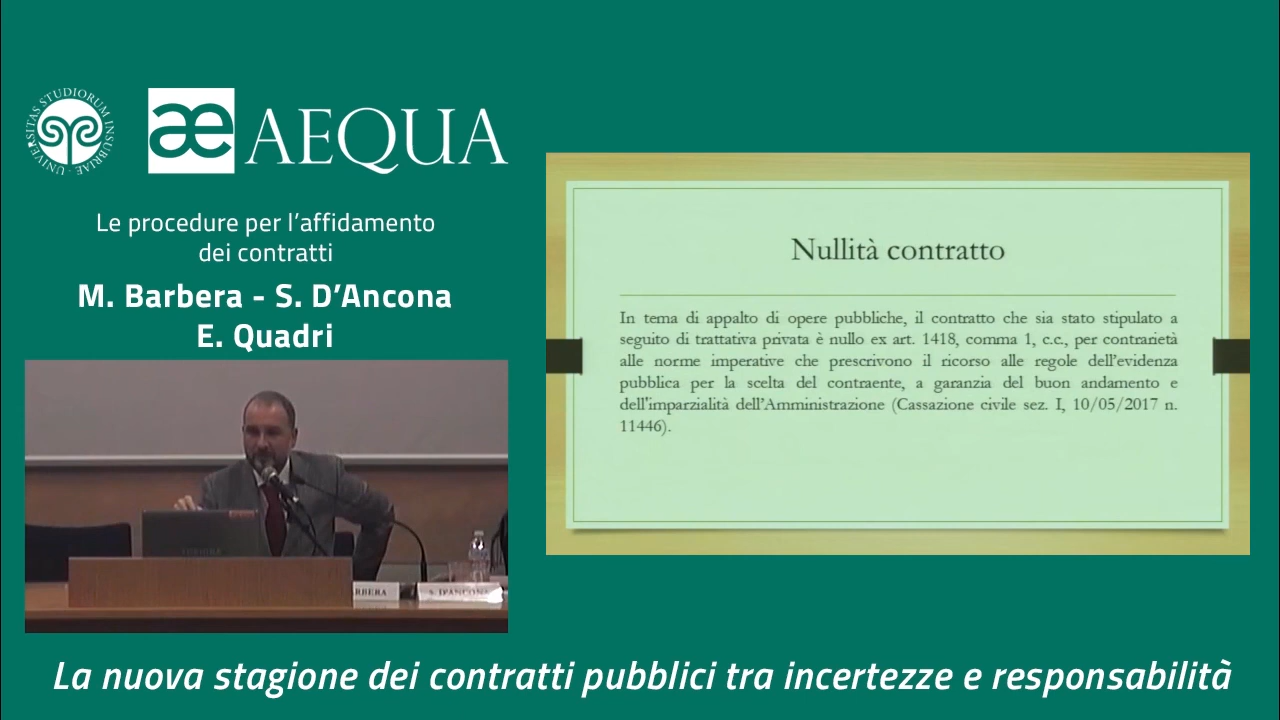 UNIVERSITAS STUDIORUM INSUBRIAE
æ AEQUA
Le procedure per l'affidamento
dei contratti
M. Barbera - S. D'Ancona
E. Quadri
Nullità contratto
In tema di appalto di opere pubbliche, il contratto che sia stato stipulato a
seguito di trattativa privata è nullo ex art. 1418, comma 1, c.c., per contrarietà
alle norme imperative che prescrivono il ricorso alle regole dell'evidenza
pubblica per la scelta del contraente, a garanzia del buon andamento e
dell'imparzialità dell'Amministrazione (Cassazione civile sez. I, 10/05/2017 n.
11446).
RBERA
S. D'ANCONA
La nuova stagione dei contratti pubblici tra incertezze e responsabilità